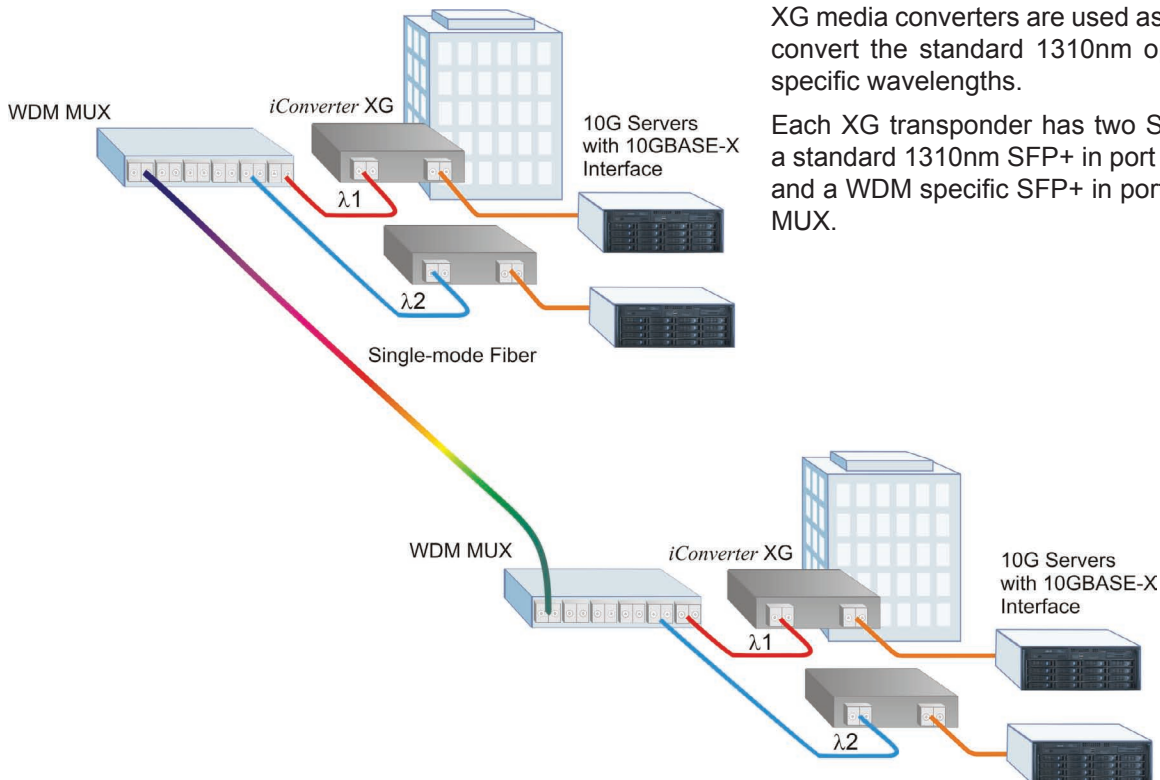 XG media converters are used as
convert the standard 1310nm o
specific wavelengths.
Each XG transponder has two S
a standard 1310nm SFP+ in port
and a WDM specific SFP+ in port
MUX.
WDM MUX
iConverter XG
10G Servers
with 10GBASE-X
Interface
λ1
λ2
Single-mode Fiber
WDM MUX
iConverter XG
10G Servers
with 10GBASE-X
Interface
λ1
λ2